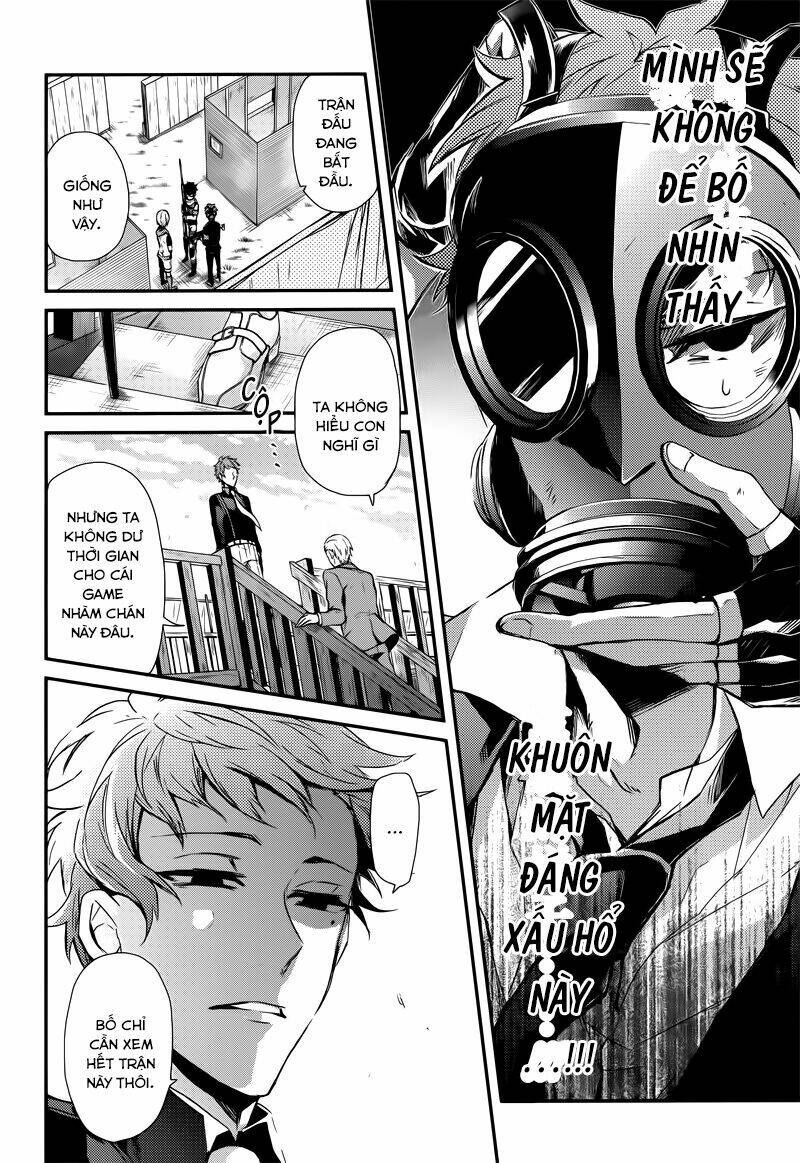 MÌNH SẼ
KHÔNG
ĐỂ BỐ
NHÌN
THẤY
KHUÔN
MẶT
ĐÁNG
XẤU HỔ
NÀY
...!!!
TRẬN
ĐẤU
ĐANG
BẮT
ĐẦU.
GIỐNG
NHƯ
VẬY.
CỘP
TA KHÔNG
HIỂU CON
NGHĨ GÌ
NHƯNG TA
KHÔNG DƯ
THỜI GIAN
CHO CÁI
GAME
NHÀM CHÁN
NÀY ĐÂU.
...
BỐ CHỈ
CẦN XEM
HẾT TRẬN
NÀY THÔI.